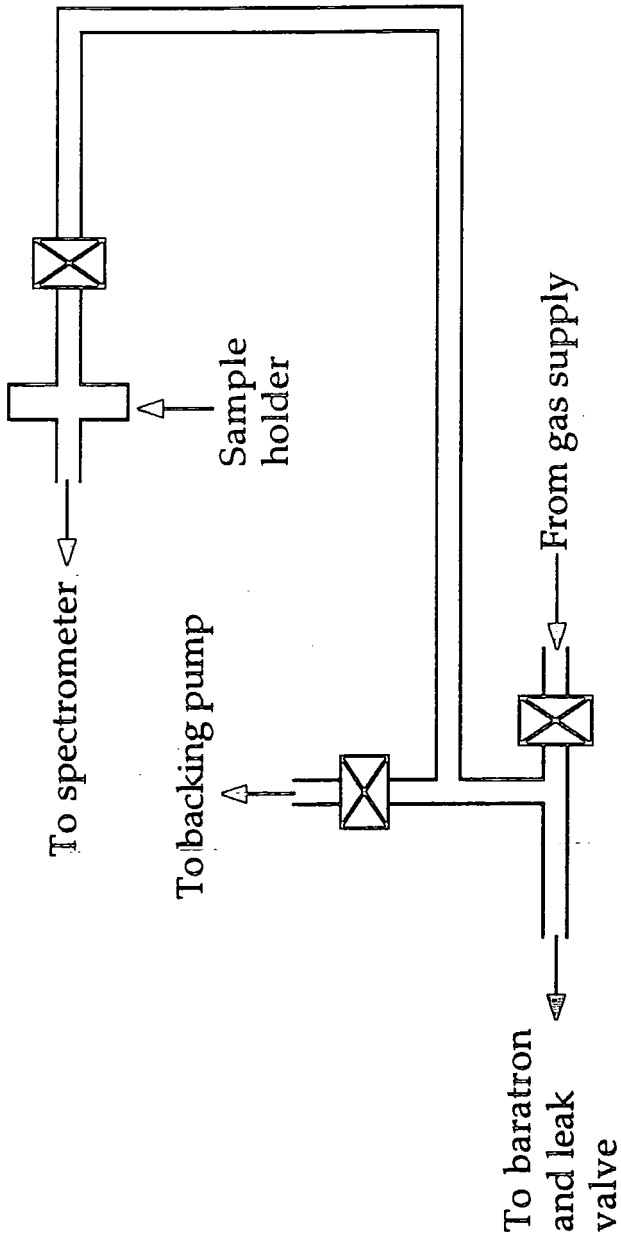 To spectrometer
Sample
holder
To backing pump
From gas supply
To baratron
and leak
valve